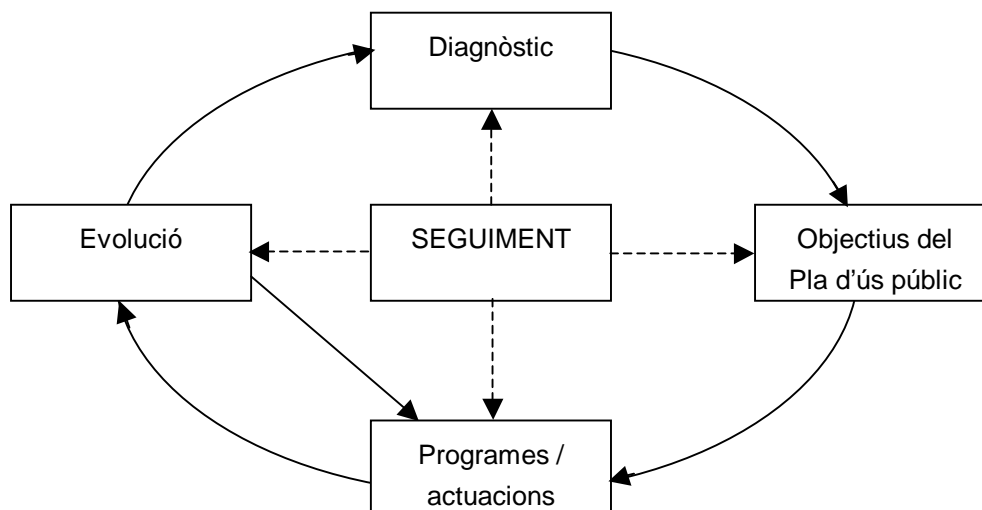 Diagnòstic
Evolució
SEGUIMENT
Objectius del
Pla d'ús públic
Programes /
actuacions